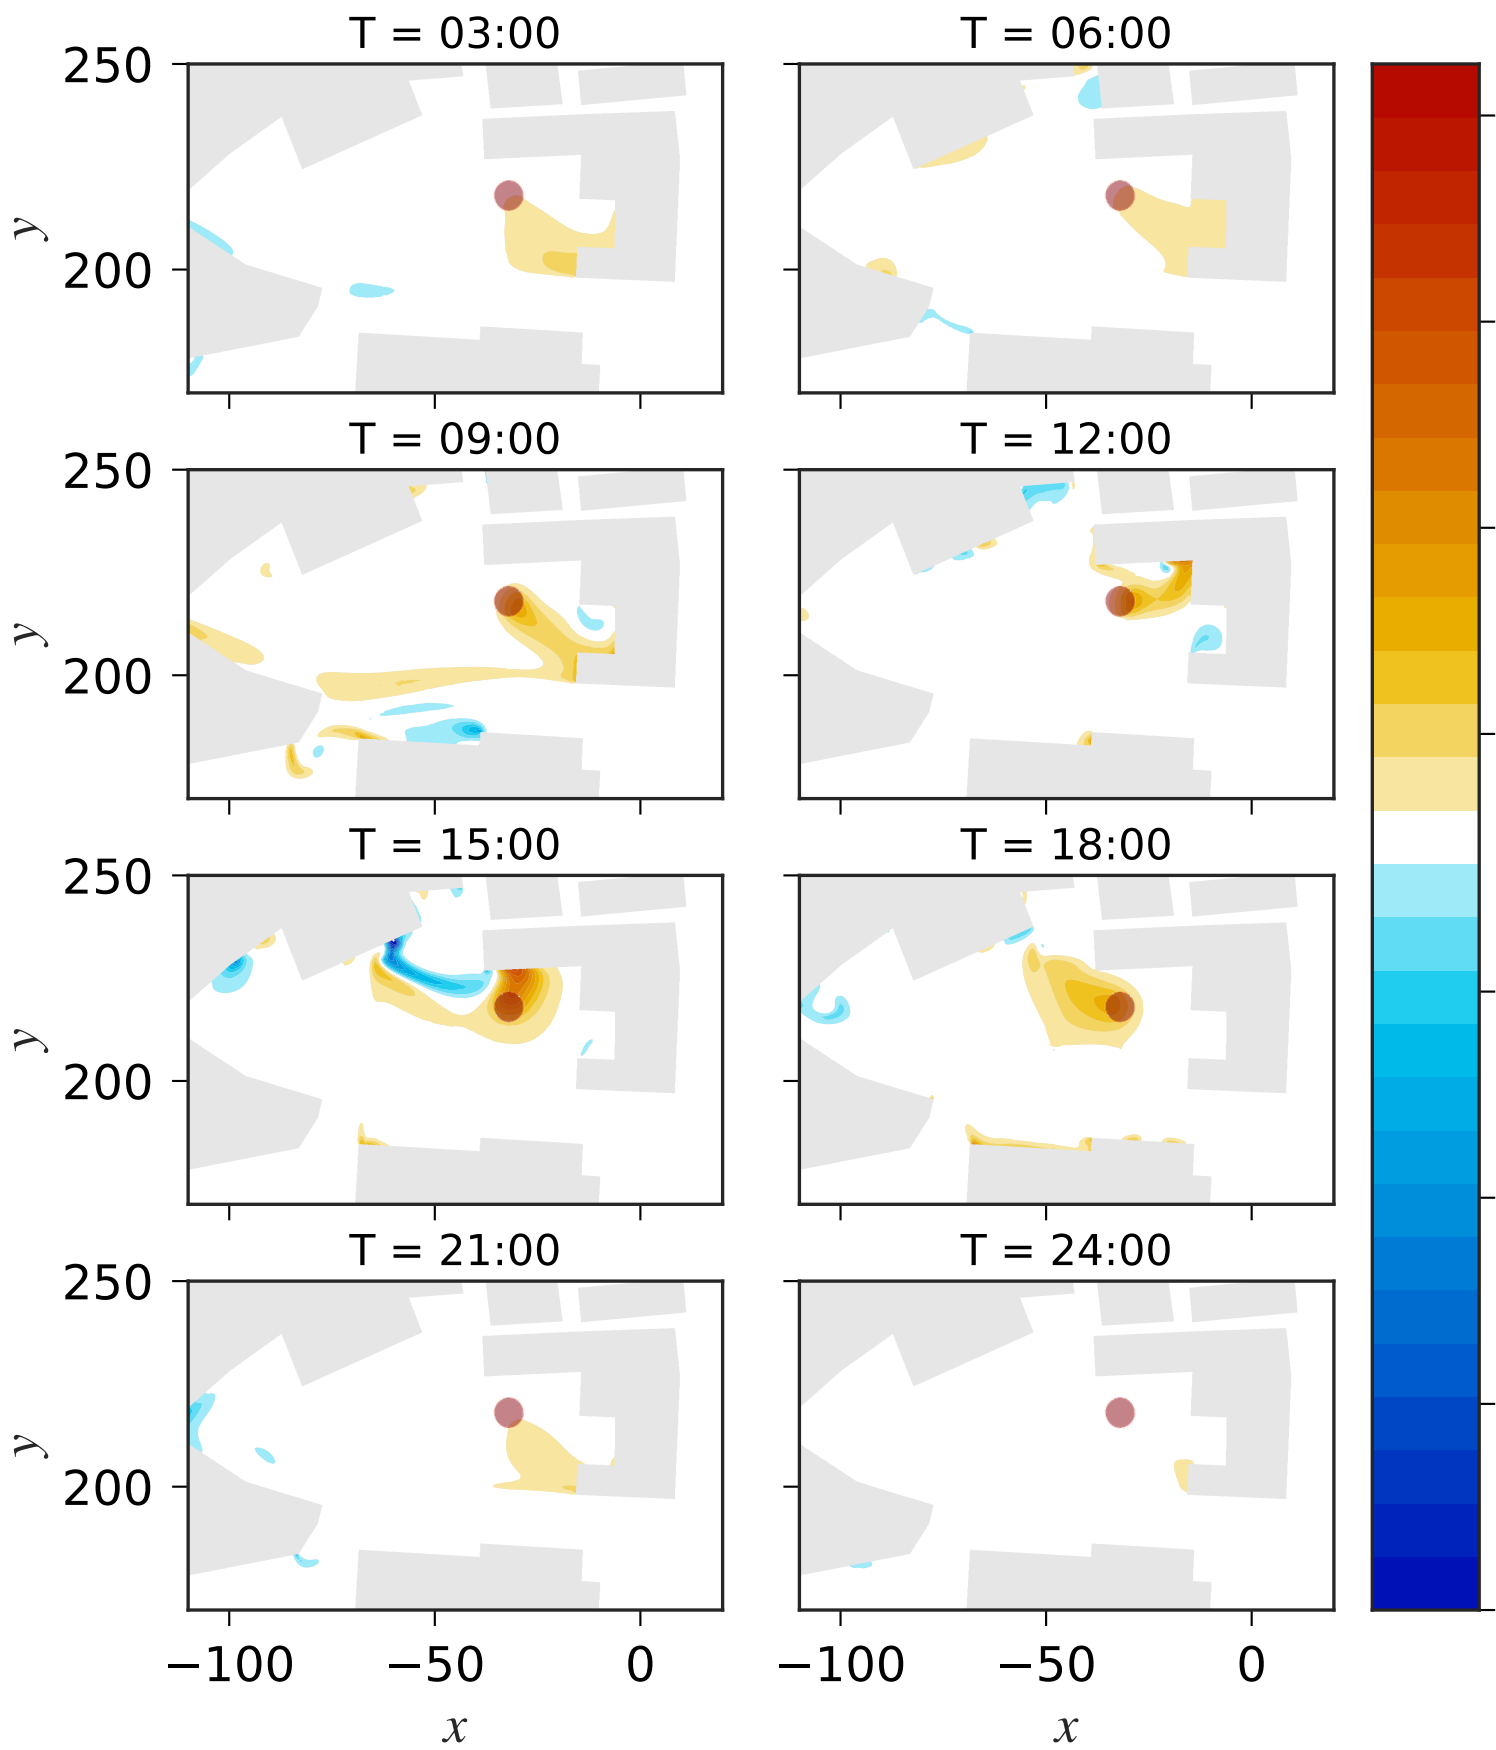 T = 03:00
T = 06:00
250
y
200
T = 09:00
T = 12:00
250
y
200
T = 15:00
T = 18:00
250
y
200
T = 21:00
T = 24:00
250
y
200
−100 −50 0
−100 −50 0
x
x